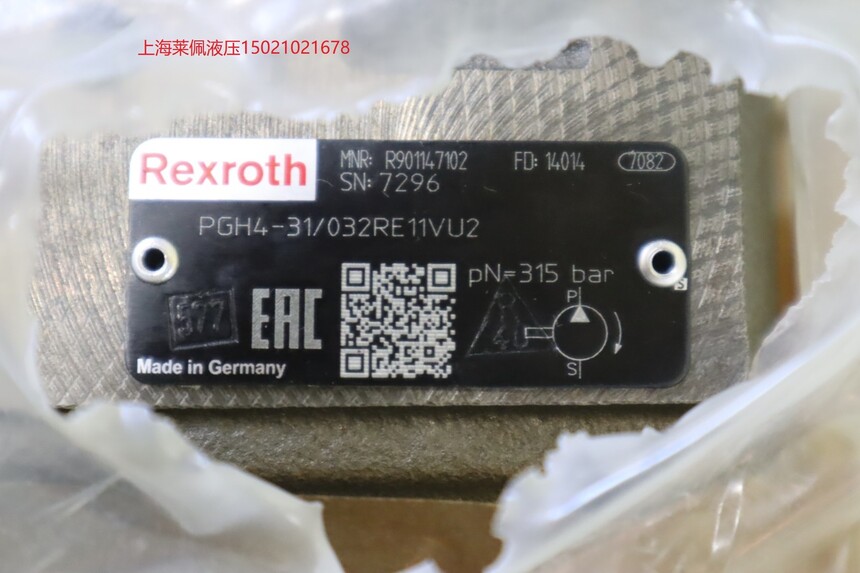 上海莱佩液压15021021678
Rexroth
MNR: R901147102 FD: 14014 7082
SN: 7296
PGH4-31/032RE11VU2
pN=315 bar
P
577 EAC
S
Made in Germany